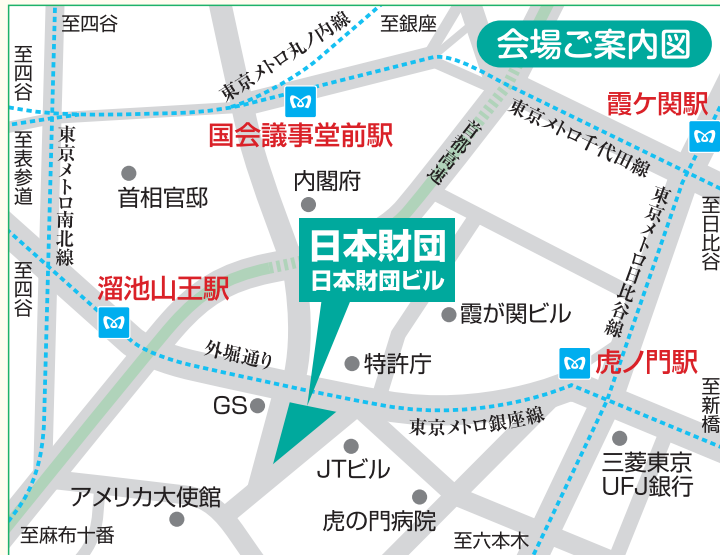 至四谷
至銀座
会場ご案内図
至四谷
東京メトロ丸ノ内線
霞ケ関駅
国会議事堂前駅
東京メトロ千代田線
首都高速
至表参道
東京メトロ南北線
首相官邸
内閣府
東京メトロ日比谷線
至日比谷
日本財団
日本財団ビル
至四谷
溜池山王駅
霞が関ビル
外堀通り
特許庁
虎ノ門駅
至新橋
GS
東京メトロ銀座線
JTビル
三菱東京
UFJ銀行
アメリカ大使館
虎の門病院
至麻布十番
至六本木